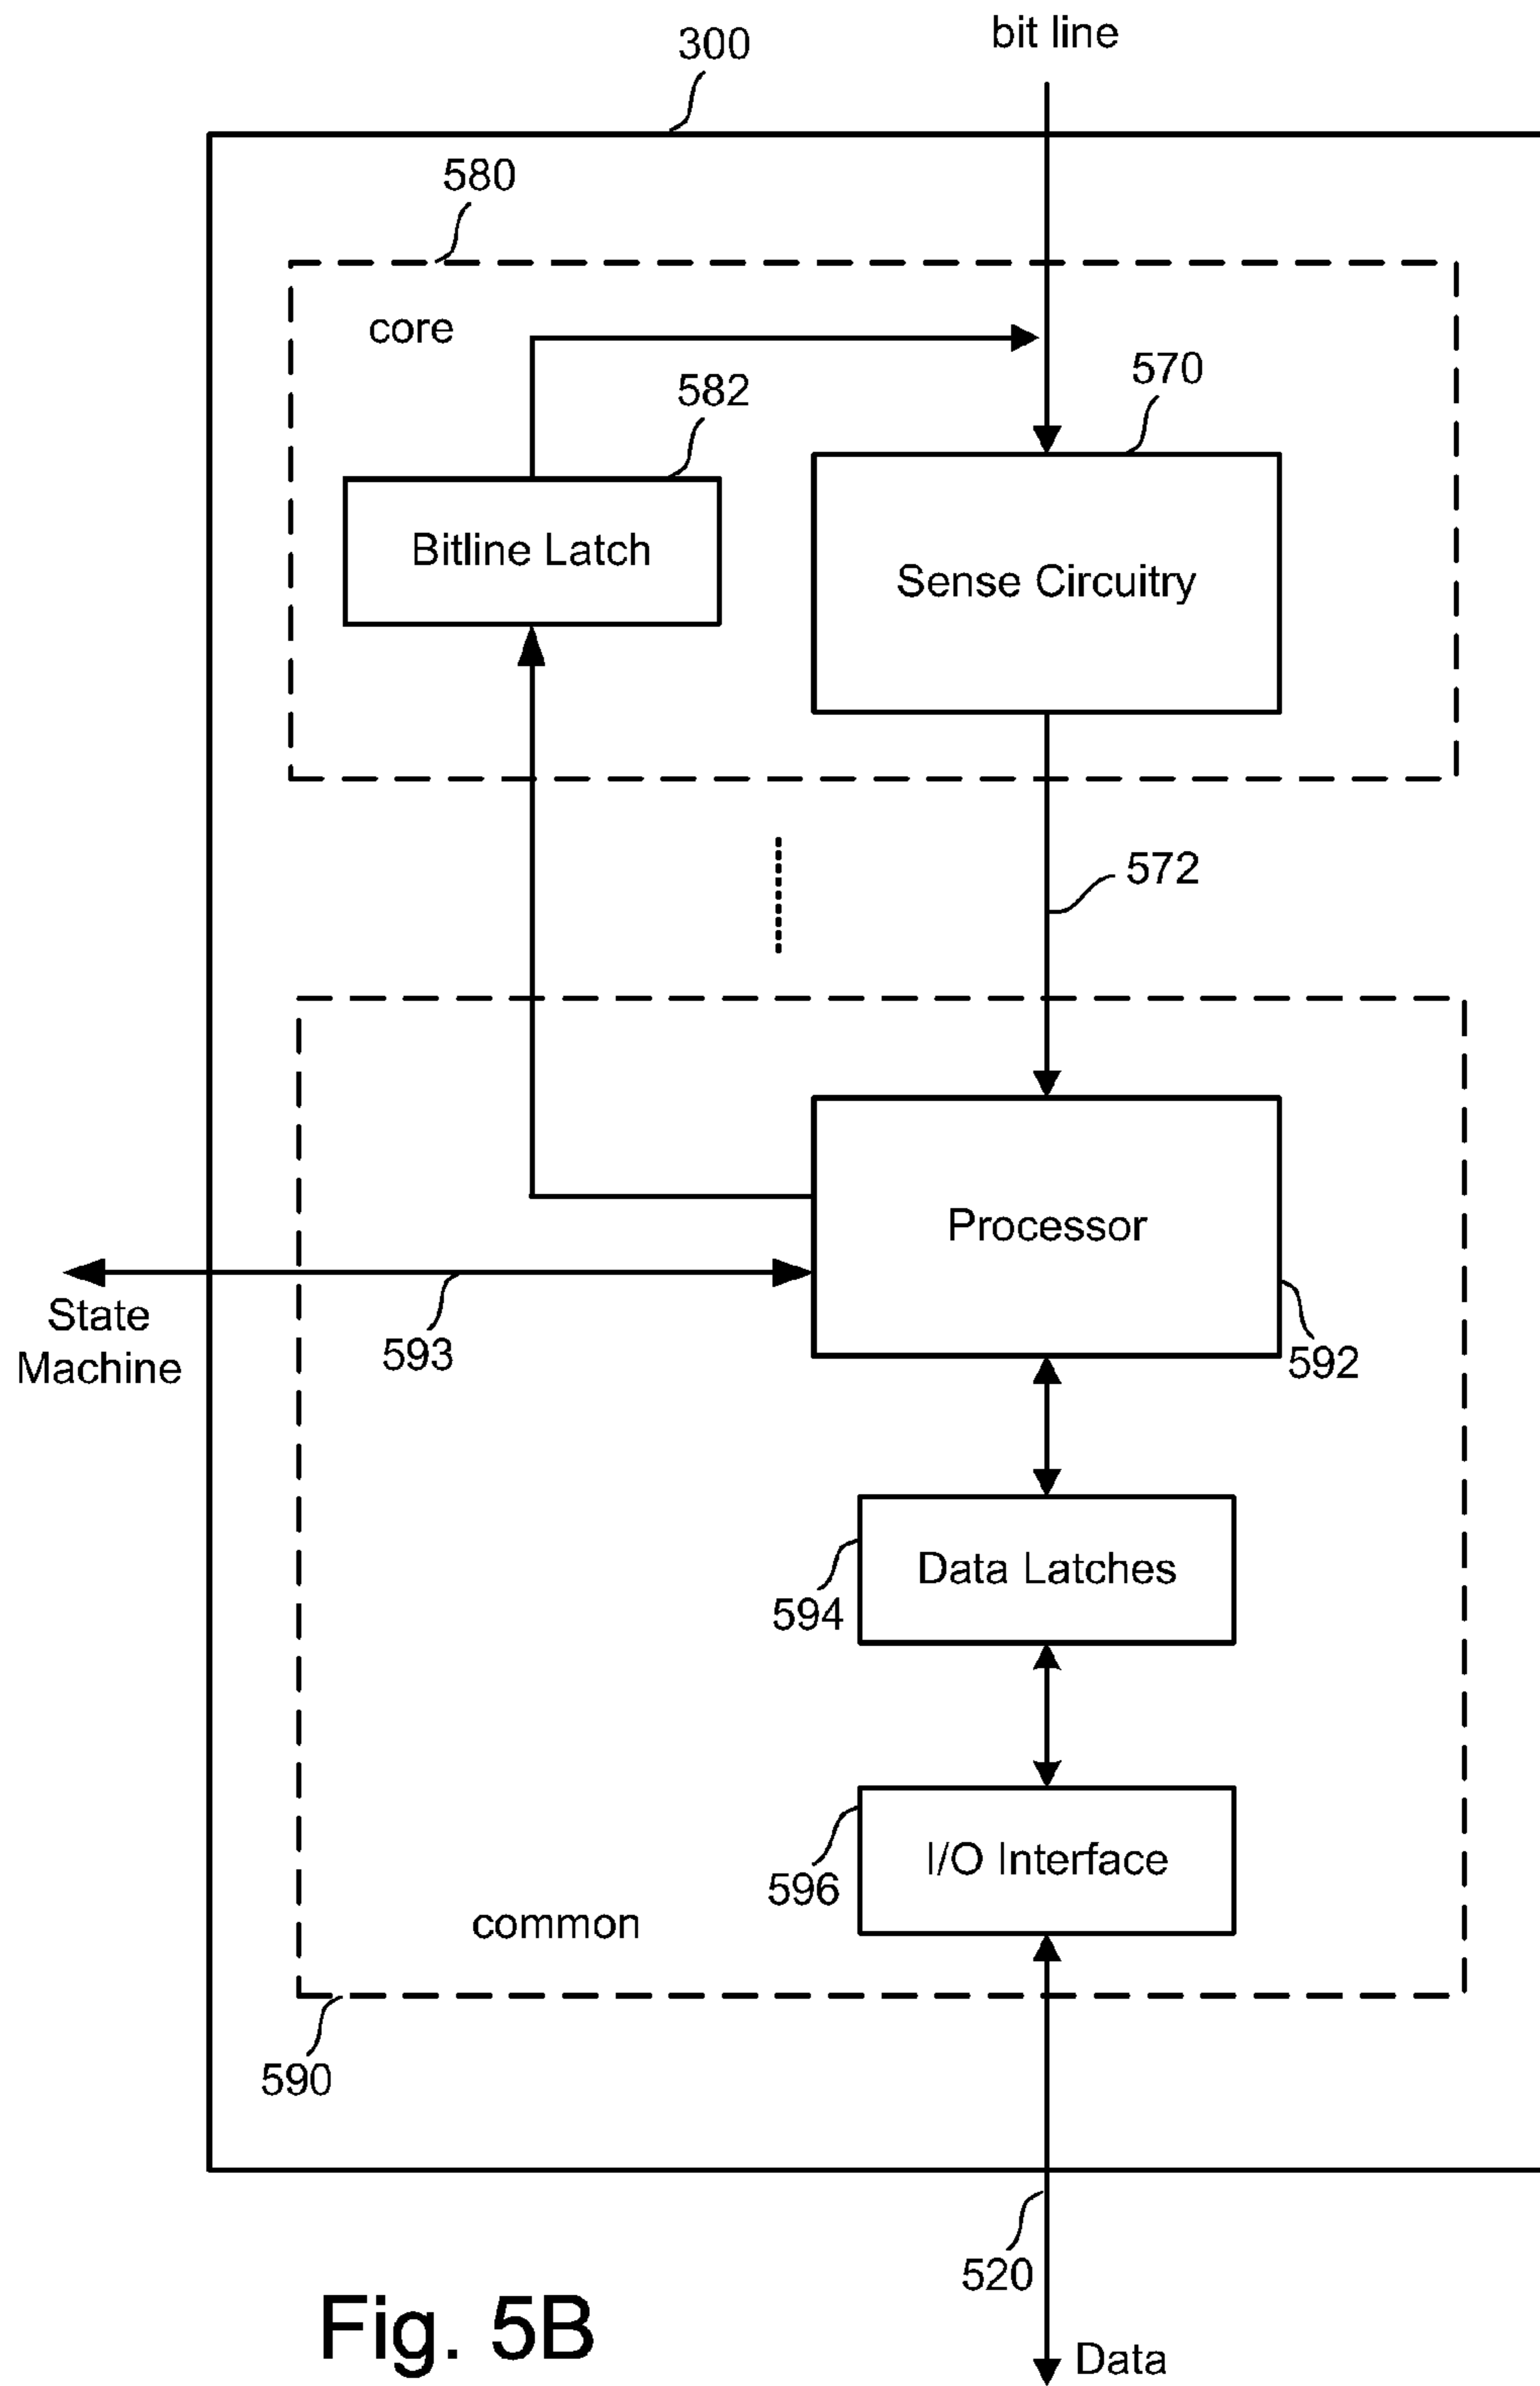 bit line
300
580
core
570
582
Bitline Latch
Sense Circuitry
572
Processor
State
Machine
593
592
Data Latches
594
I/O Interface
596
common
590
520
Fig. 5B
Data